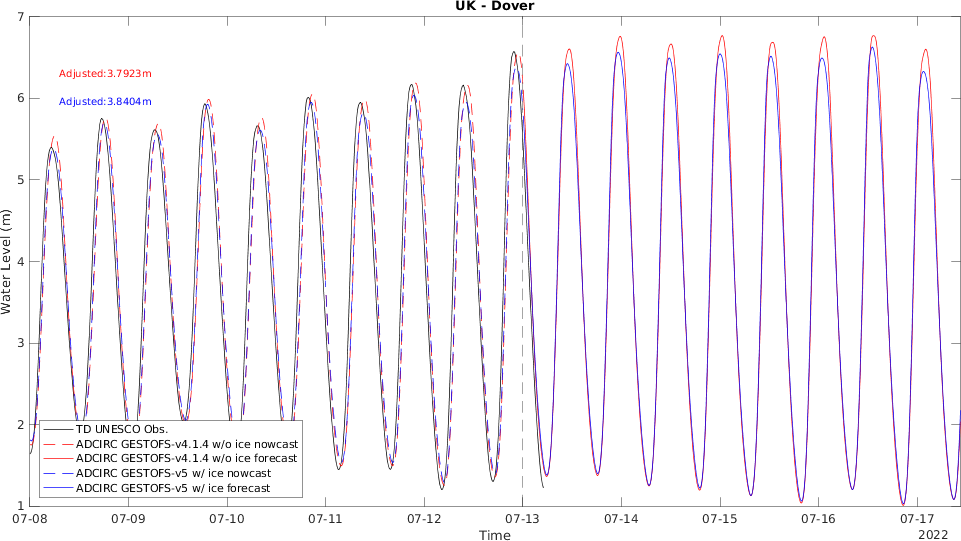 UK - Dover
7
6
5
4
3
2
1
Water Level (m)
Adjusted:3.7923m
Adjusted:3.8404m
TD UNESCO Obs.
ADCIRC GESTOFS-v4.1.4 w/o ice nowcast
ADCIRC GESTOFS-v4.1.4 w/o ice forecast
ADCIRC GESTOFS-v5 w/ ice nowcast
ADCIRC GESTOFS-v5 w/ ice forecast
07-08 07-09 07-10 07-11 07-12 07-13 07-14 07-15 07-16 07-17
Time
2022